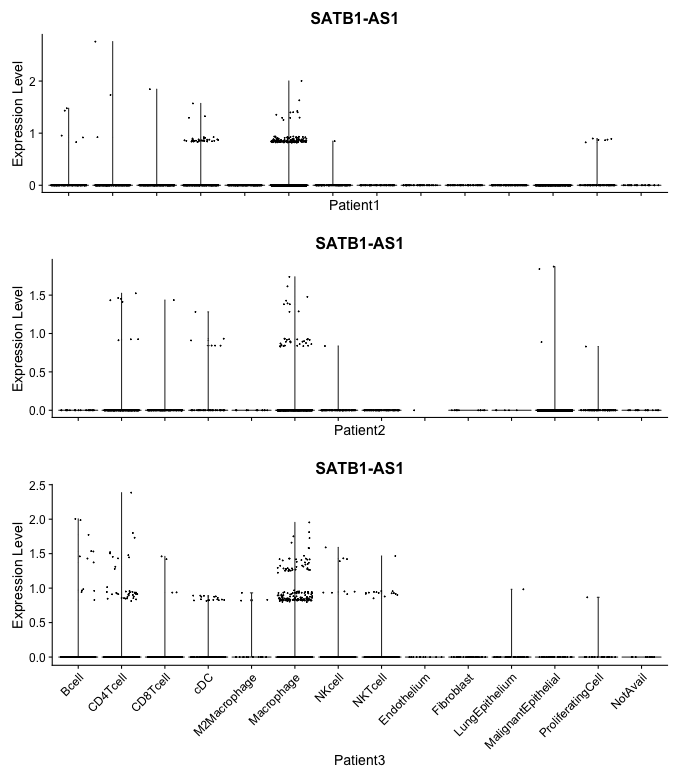 SATB1-AS1
Expression Level
2
1
0
Patient1
SATB1-AS1
Expression Level
1.5
1.0
0.5
0.0
Patient2
SATB1-AS1
Expression Level
2.5
2.0
1.5
1.0
0.5
0.0
Bcell
CD4Tcell
CD8Tcell
cDC
M2Macrophage
Macrophage
NKcell
NKTcell
Endothelium
Fibroblast
LungEpithelium
MalignantEpithelial
ProliferatingCell
NotAvail
Patient3